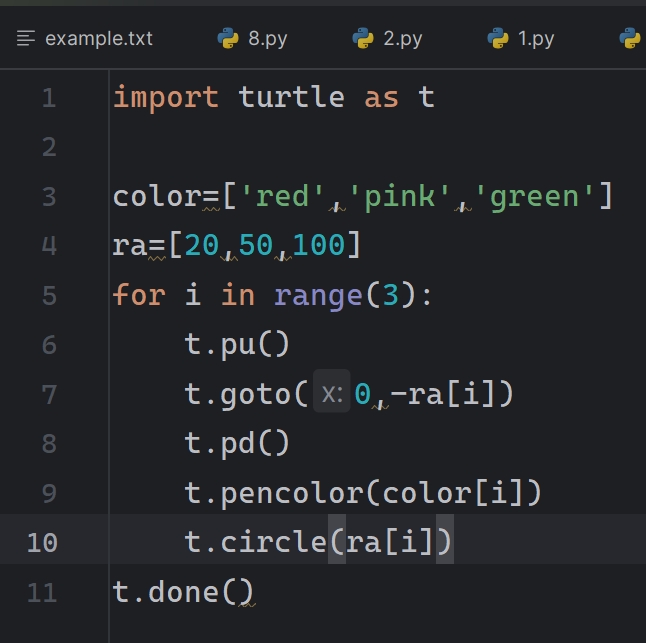 example.txt 8.py 2.py 1.py
1 import turtle as t
2
3 color=['red','pink','green']
4 ra=[20,50,100]
5 for i in range(3):
6     t.pu()
7     t.goto(x: 0,-ra[i])
8     t.pd()
9     t.pencolor(color[i])
10     t.circle(ra[i])
11 t.done()